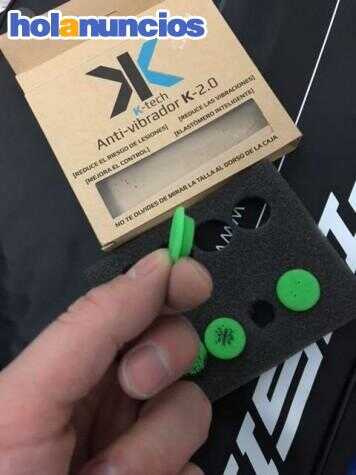 holanuncios
K-tech
Anti-vibrador K-2.0
[REDUCE EL RIESGO DE LESIONES] [REDUCE LAS VIBRACIONES]
[MEJORA EL CONTROL] [ELASTÓMERO INTELIGENTE]
NO TE OLVIDES DE MIRAR LA TALLA AL DORSO DE LA CAJA